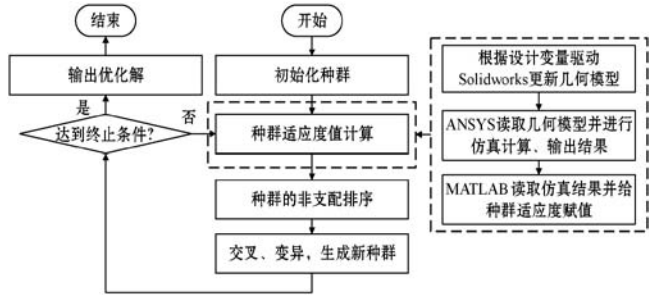 结束
开始
输出优化解
初始化种群
根据设计变量驱动
Solidworks更新几何模型
是
否
达到终止条件?
种群适应度值计算
ANSYS读取几何模型并进行
仿真计算、输出结果
种群的非支配排序
MATLAB读取仿真结果并给
种群适应度赋值
交叉、变异，生成新种群